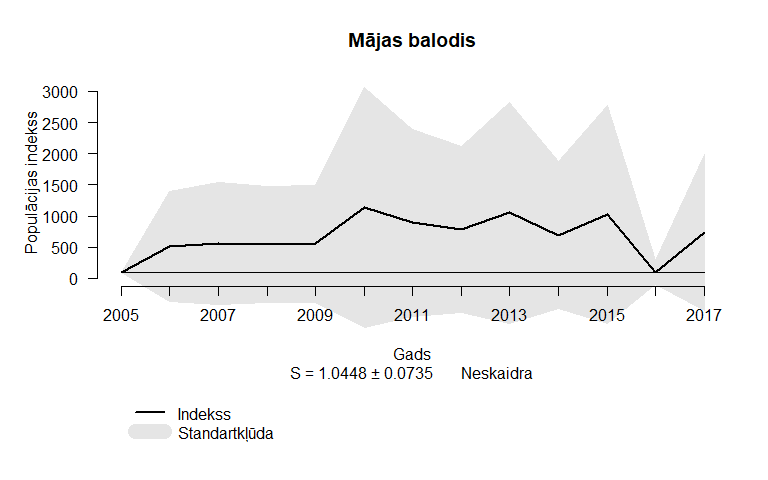 Mājas balodis
Populācijas indekss
3000
2500
2000
1500
1000
500
0
2005 2007 2009 2011 2013 2015 2017
Gads
S = 1.0448 ± 0.0735 Neskaidra
Indekss
Standartkļūda